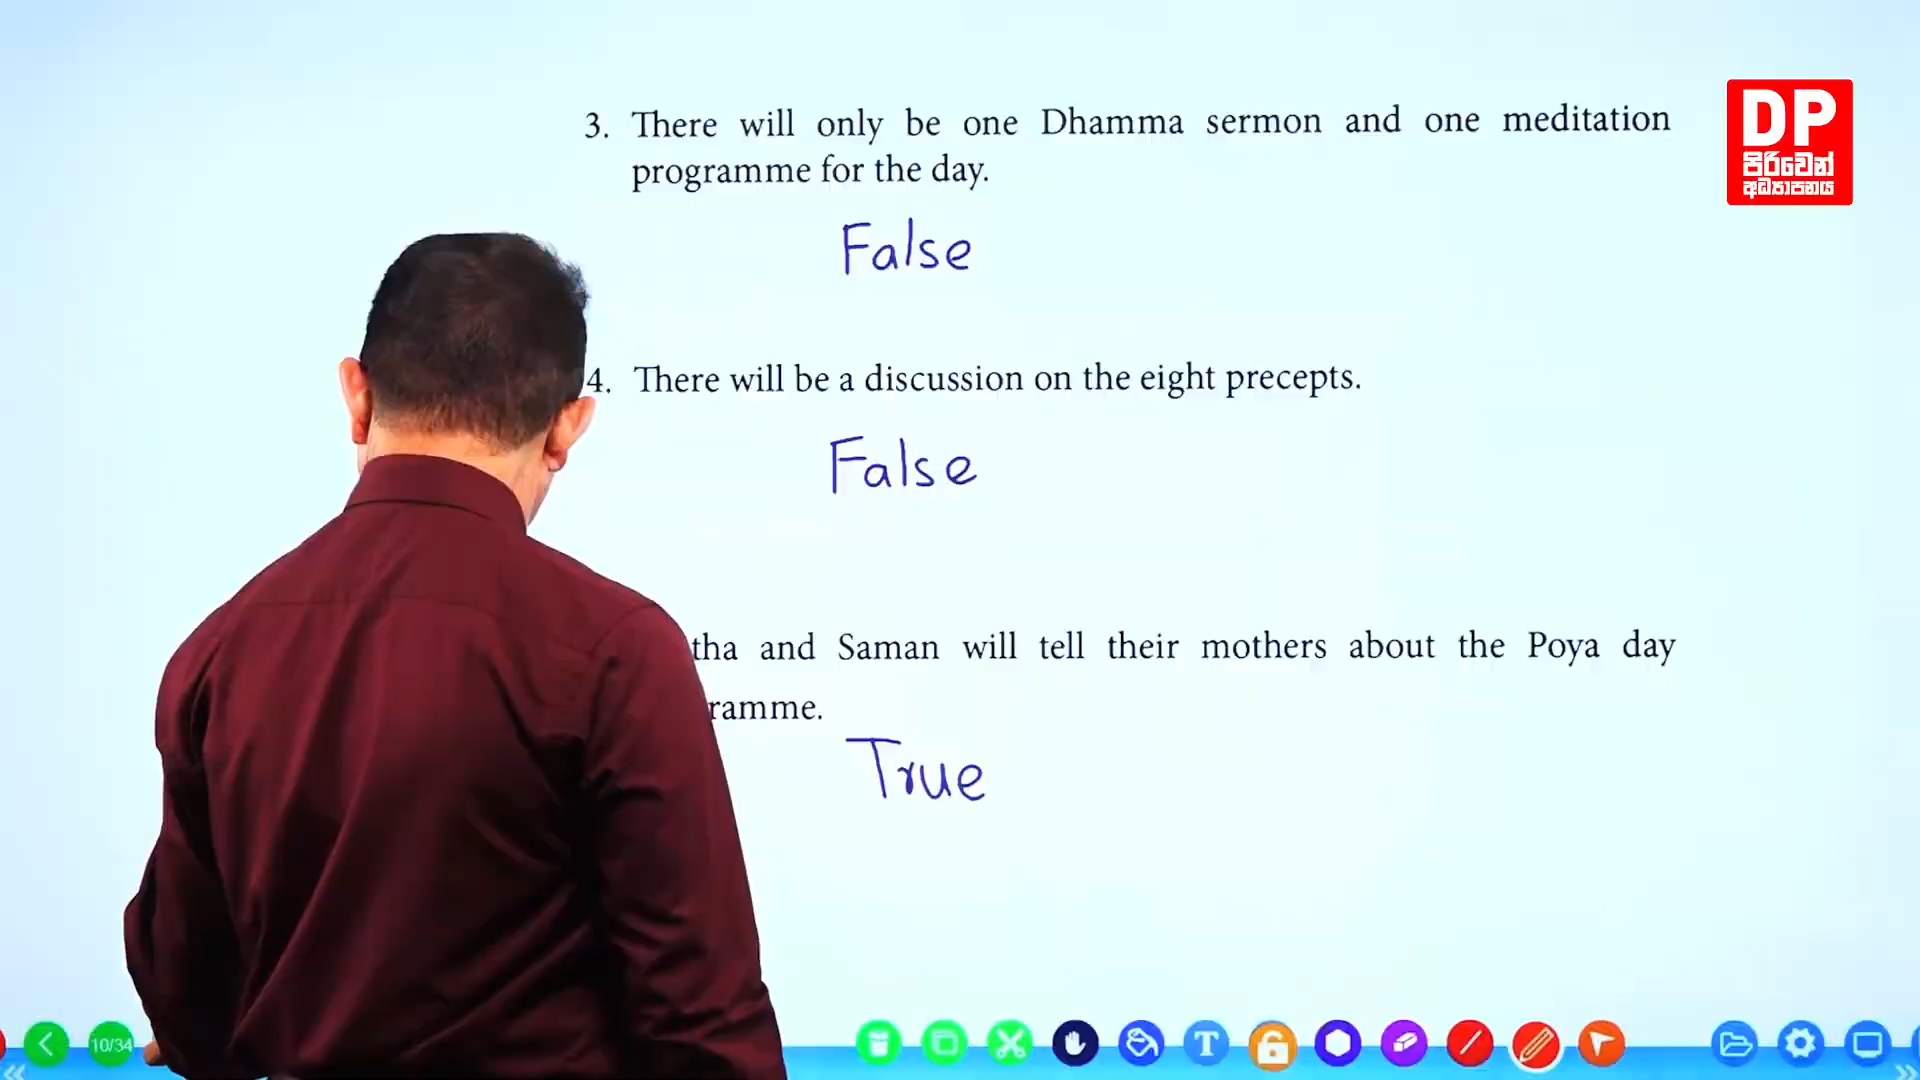 DP
පිරිවෙන්
අධ්‍යාපනය
3. There will only be one Dhamma sermon and one meditation
programme for the day.
False
4. There will be a discussion on the eight precepts.
False
and Saman will tell their mothers about the Poya day
True
10/34
T